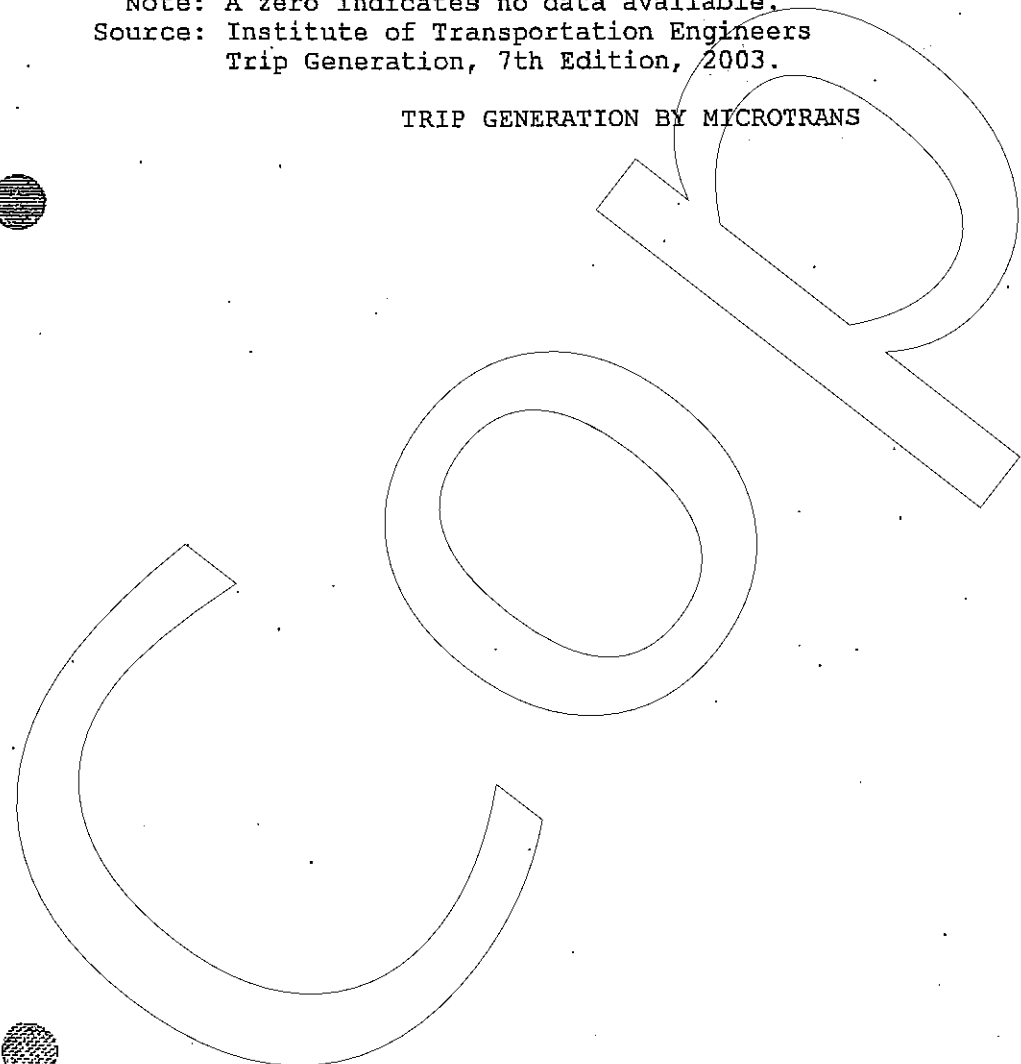 Note: A zero indicates no data available.
Source: Institute of Transportation Engineers
Trip Generation, 7th Edition, 2003.
TRIP GENERATION BY MICROTRANS
Cop